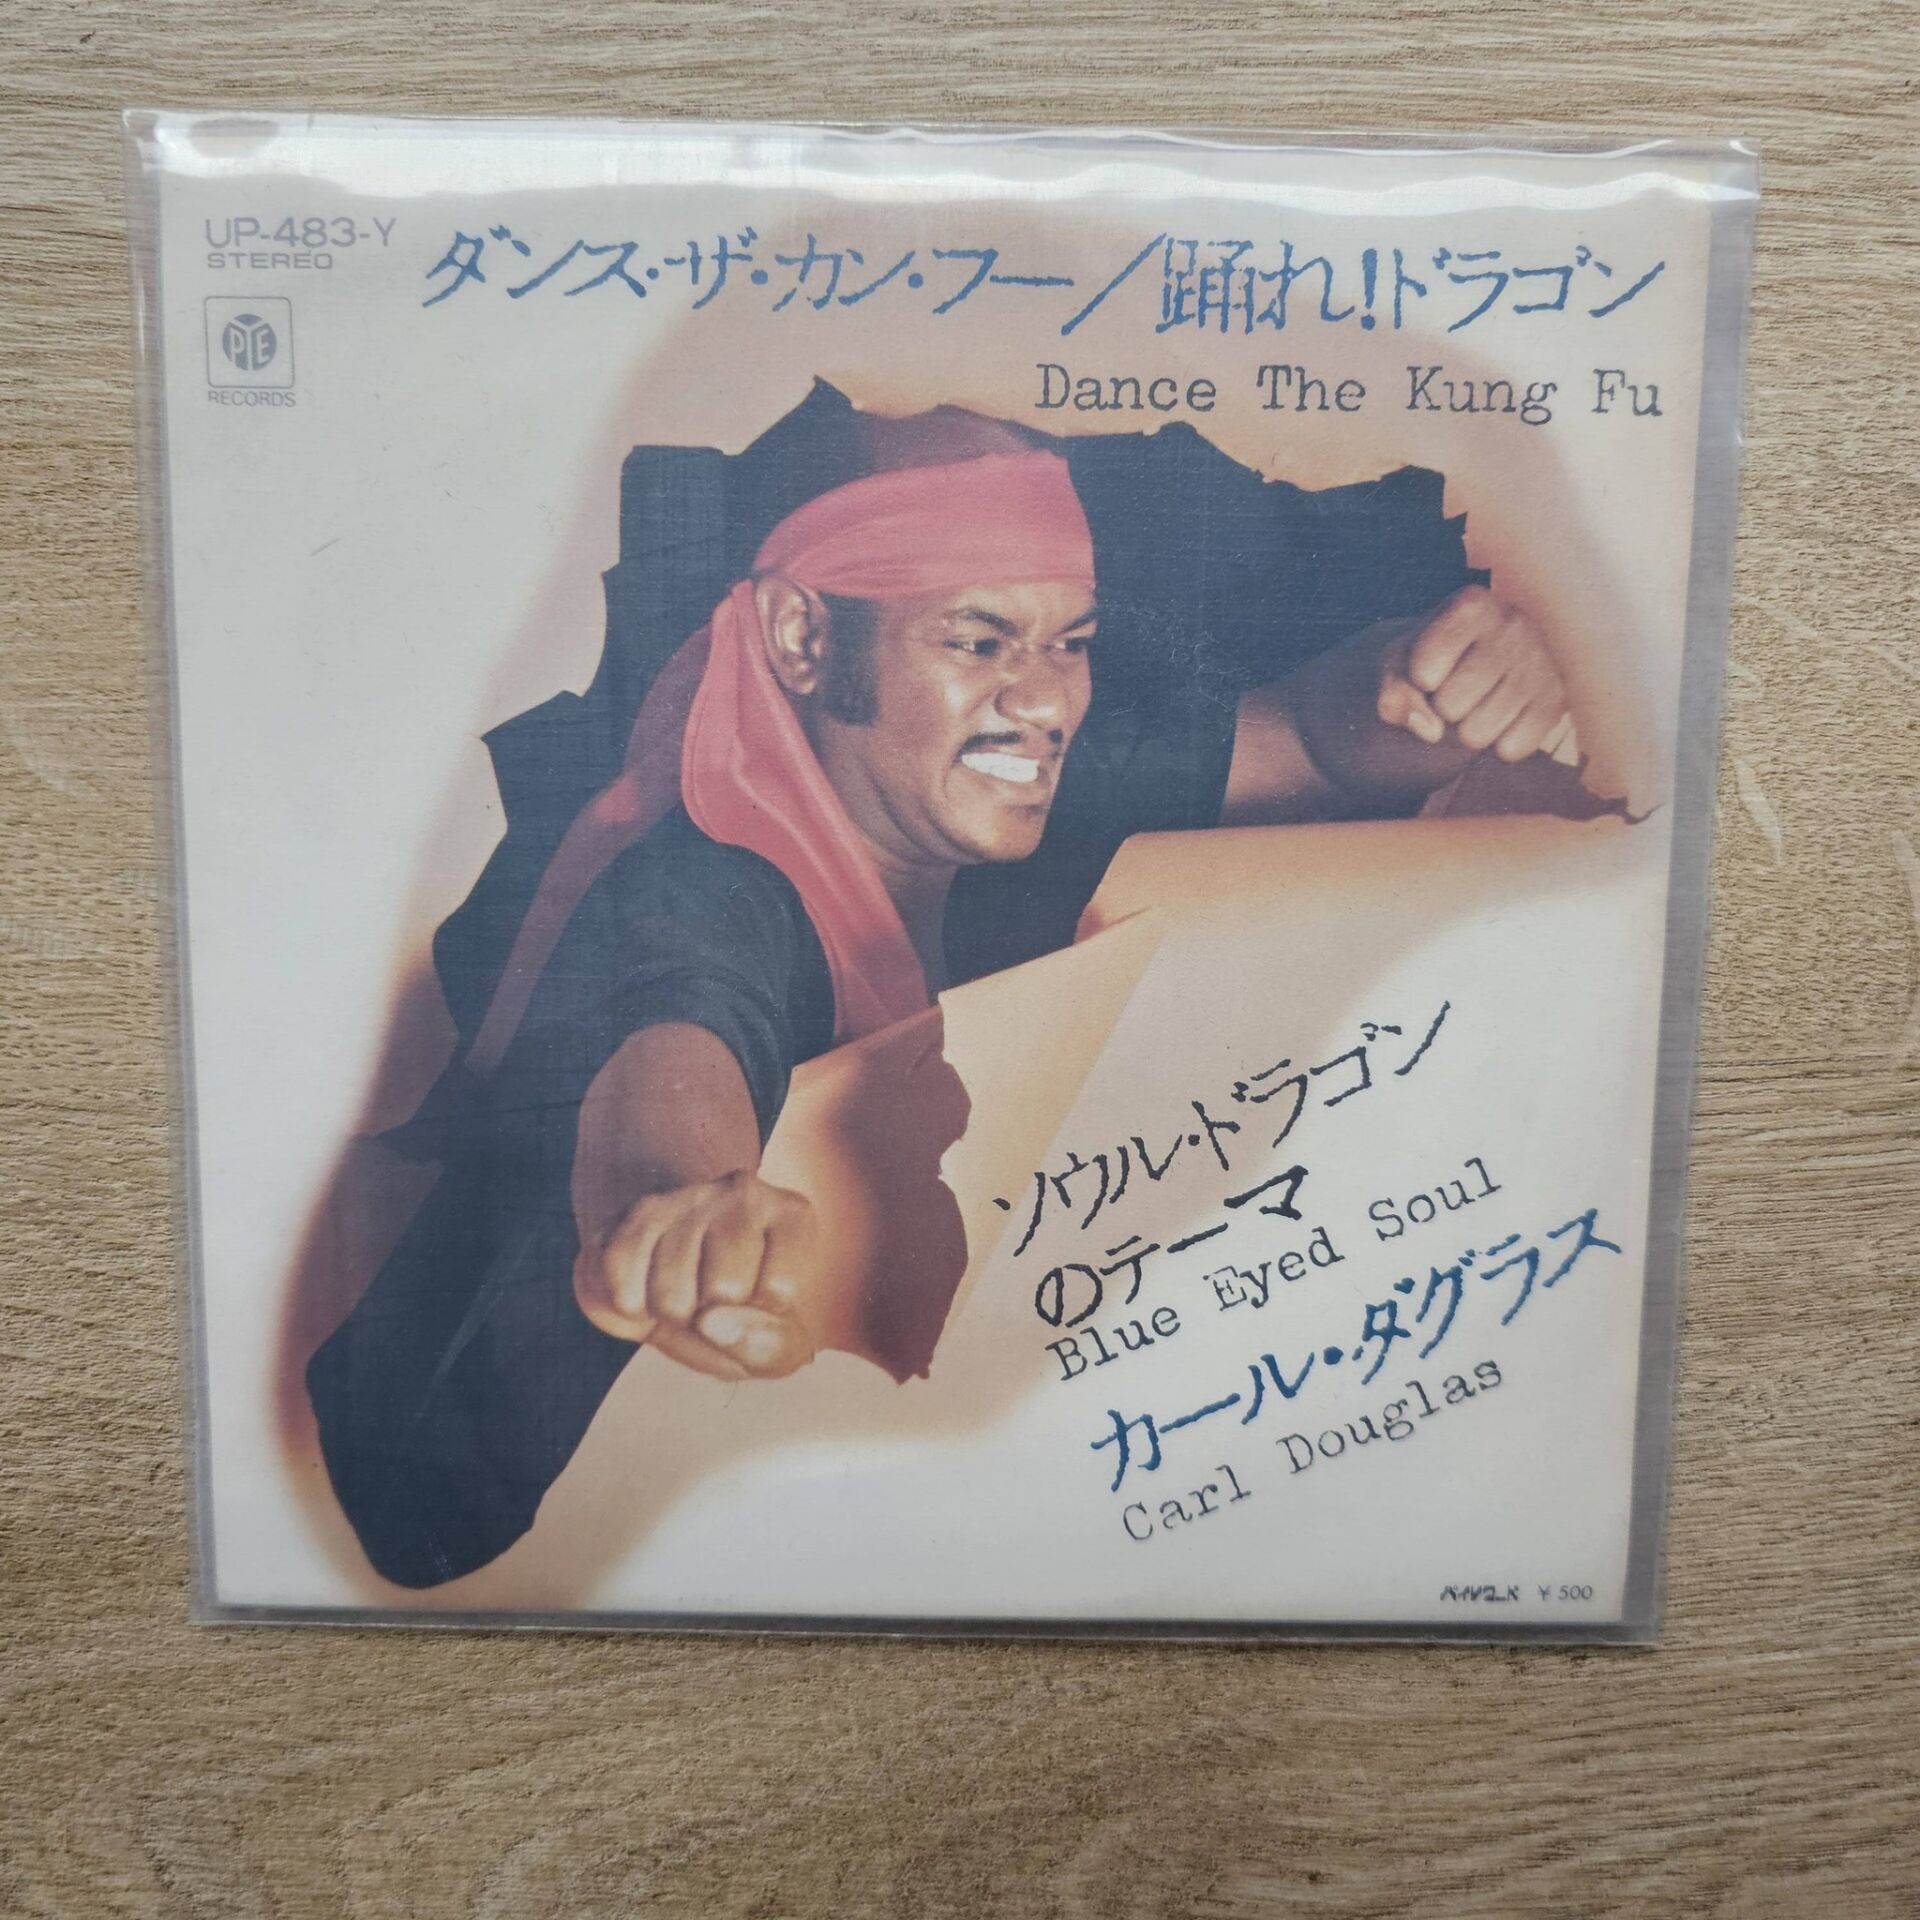 UP-483-Y
STEREO
PYE
RECORDS
ダンス・ザ・カン・フー/踊れ!ドラゴン
Dance The Kung Fu
ソウル・ドラゴン
のテーマ
Blue Eyed Soul
カール・ダグラス
Carl Douglas
パイレコード ¥500